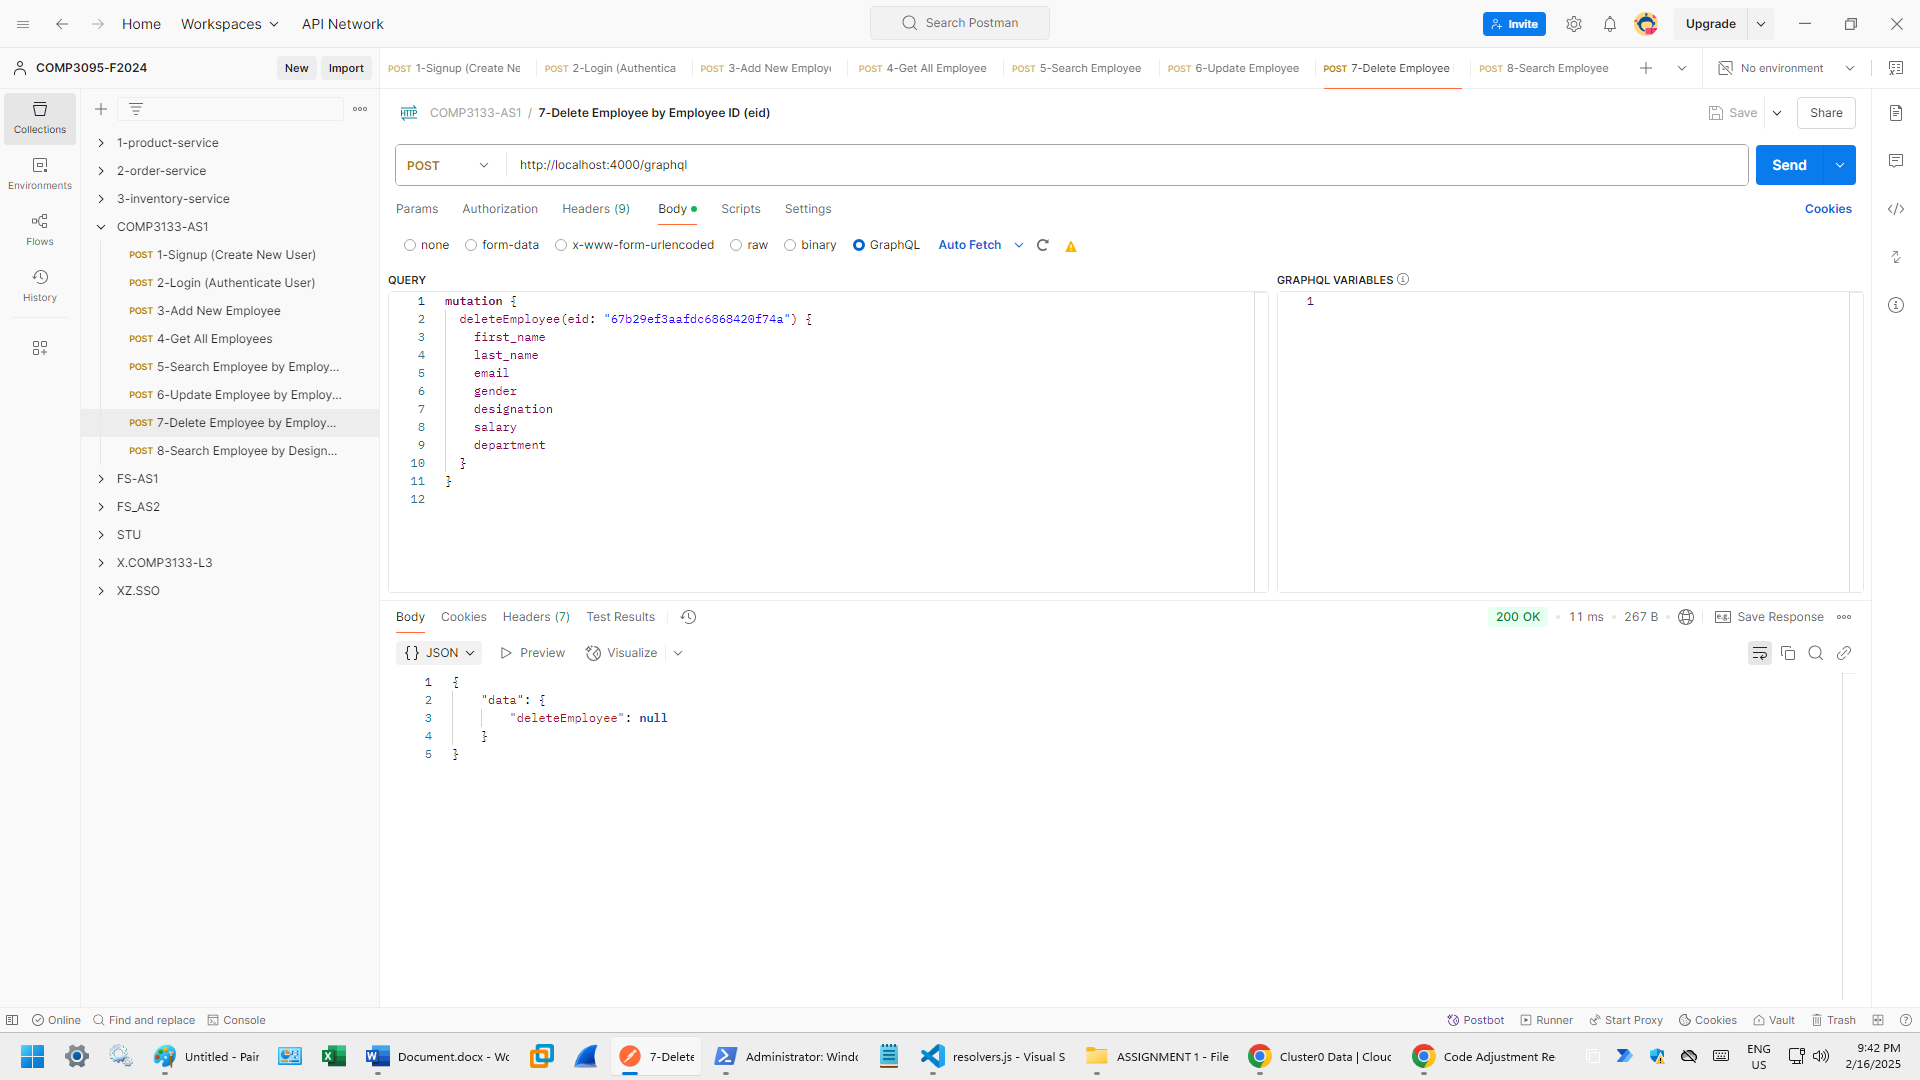 Home
Workspaces
API Network
Search Postman
Invite
Upgrade
COMP3095-F2024
New
Import
POST 1-Signup (Create Ne
POST 2-Login (Authentica
POST 3-Add New Employe
POST 4-Get All Employee
POST 5-Search Employee
POST 6-Update Employee
POST 7-Delete Employee
POST 8-Search Employee
No environment
Collections
Environments
Flows
History
1-product-service
2-order-service
3-inventory-service
COMP3133-AS1
POST 1-Signup (Create New User)
POST 2-Login (Authenticate User)
POST 3-Add New Employee
POST 4-Get All Employees
POST 5-Search Employee by Employ...
POST 6-Update Employee by Employ...
POST 7-Delete Employee by Employ...
POST 8-Search Employee by Design...
FS-AS1
FS_AS2
STU
X.COMP3133-L3
XZ.SSO
HTTP COMP3133-AS1 / 7-Delete Employee by Employee ID (eid)
Save
Share
POST
http://localhost:4000/graphql
Send
Params
Authorization
Headers (9)
Body
Scripts
Settings
Cookies
none
form-data
x-www-form-urlencoded
raw
binary
GraphQL
Auto Fetch
QUERY
1 mutation {
2 deleteEmployee(eid: "67b29ef3aafdc6868420f74a") {
3 first_name
4 last_name
5 email
6 gender
7 designation
8 salary
9 department
10 }
11 }
12
GRAPHQL VARIABLES
1
Body
Cookies
Headers (7)
Test Results
200 OK • 11 ms • 267 B
Save Response
{} JSON
Preview
Visualize
1 {
2 "data": {
3 "deleteEmployee": null
4 }
5 }
Online
Find and replace
Console
Postbot
Runner
Start Proxy
Cookies
Vault
Trash
Untitled - Pain
Document.docx - Wo
7-Delete
Administrator: Windo
resolvers.js - Visual S
ASSIGNMENT 1 - File
Cluster0 Data | Clouc
Code Adjustment Re
ENG
US
9:42 PM
2/16/2025